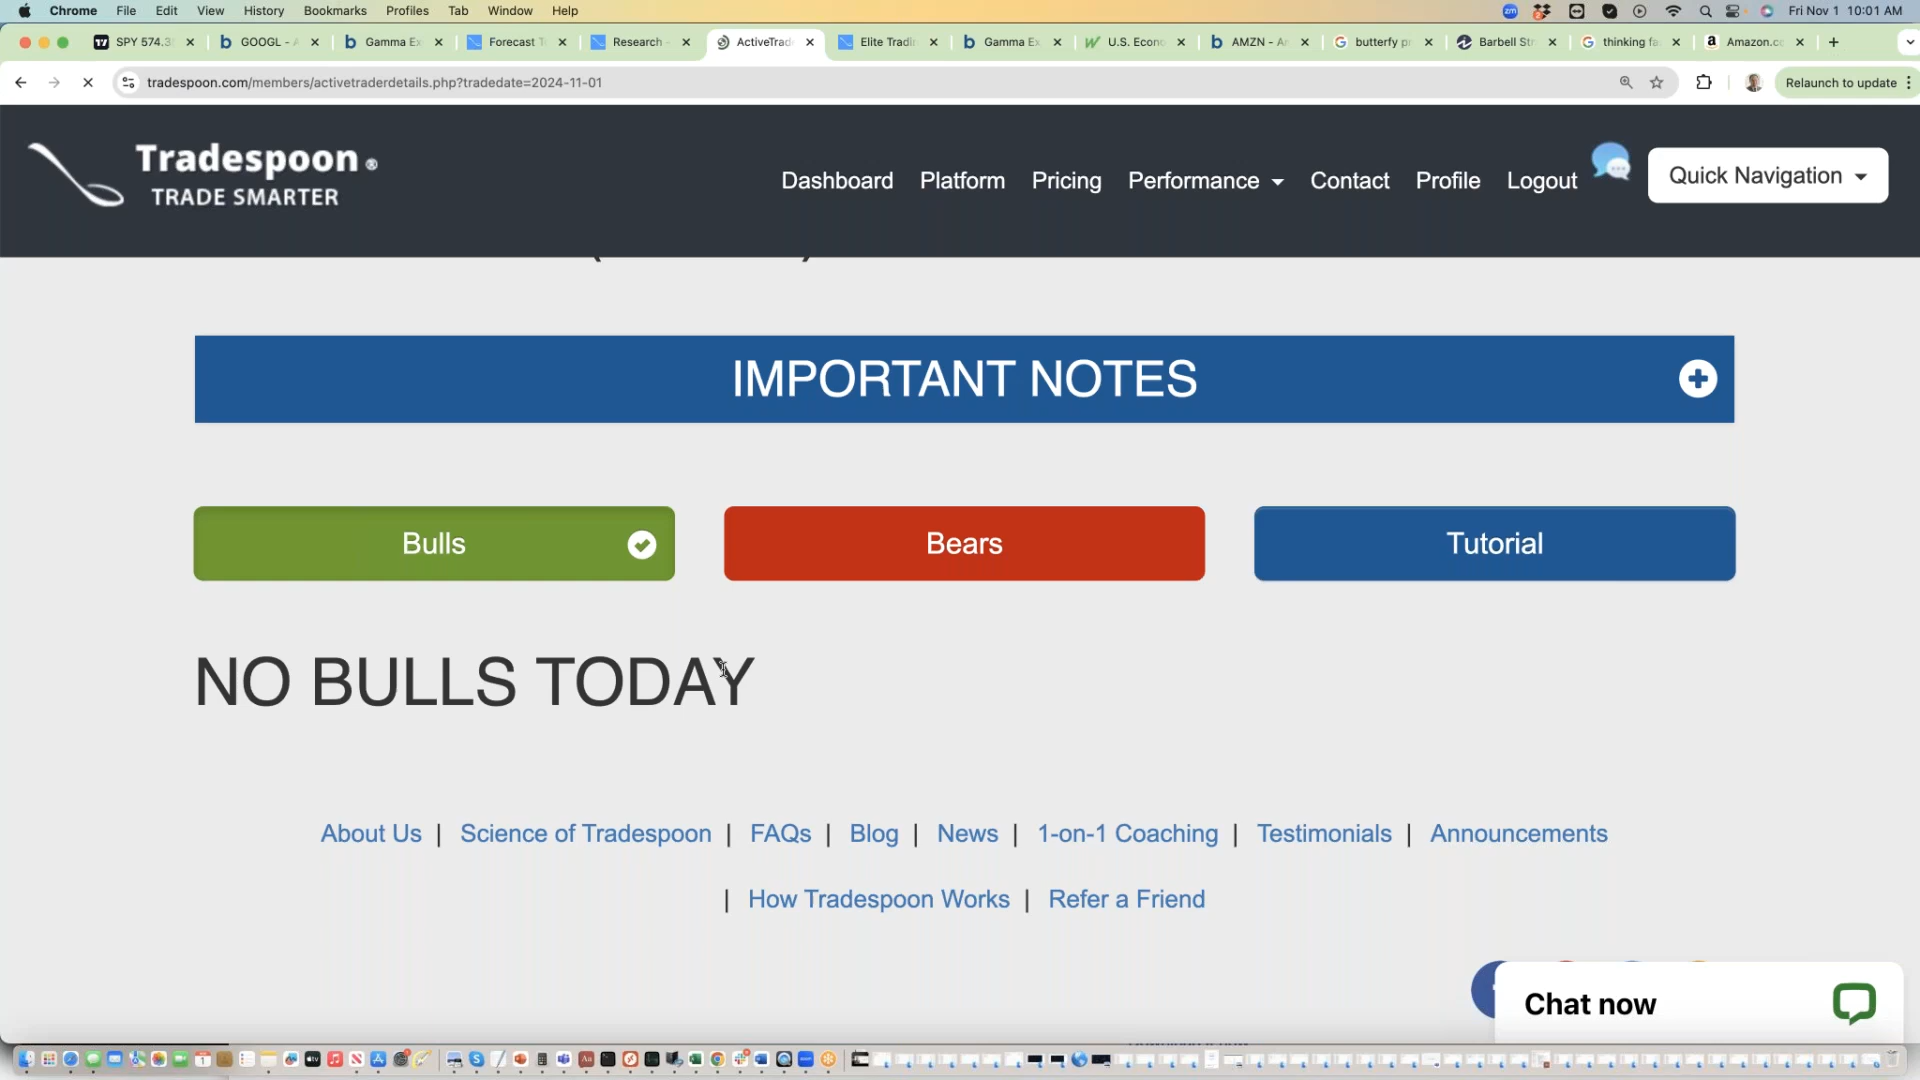 Chrome File Edit View History Bookmarks Profiles Tab Window Help Fri Nov 1 10:01 AM
SPY 574.3 GOOGL - A Gamma Ex Forecast T Research - ActiveTrad Elite Tradin Gamma Ex U.S. Econo AMZN - A butterfy p Barbell Str thinking fa Amazon.c
tradespoon.com/members/activetraderdetails.php?tradedate=2024-11-01 Relaunch to update
Tradespoon ®
TRADE SMARTER
Dashboard Platform Pricing Performance Contact Profile Logout Quick Navigation
IMPORTANT NOTES
Bulls Bears Tutorial
NO BULLS TODAY
About Us | Science of Tradespoon | FAQs | Blog | News | 1-on-1 Coaching | Testimonials | Announcements
| How Tradespoon Works | Refer a Friend
Chat now